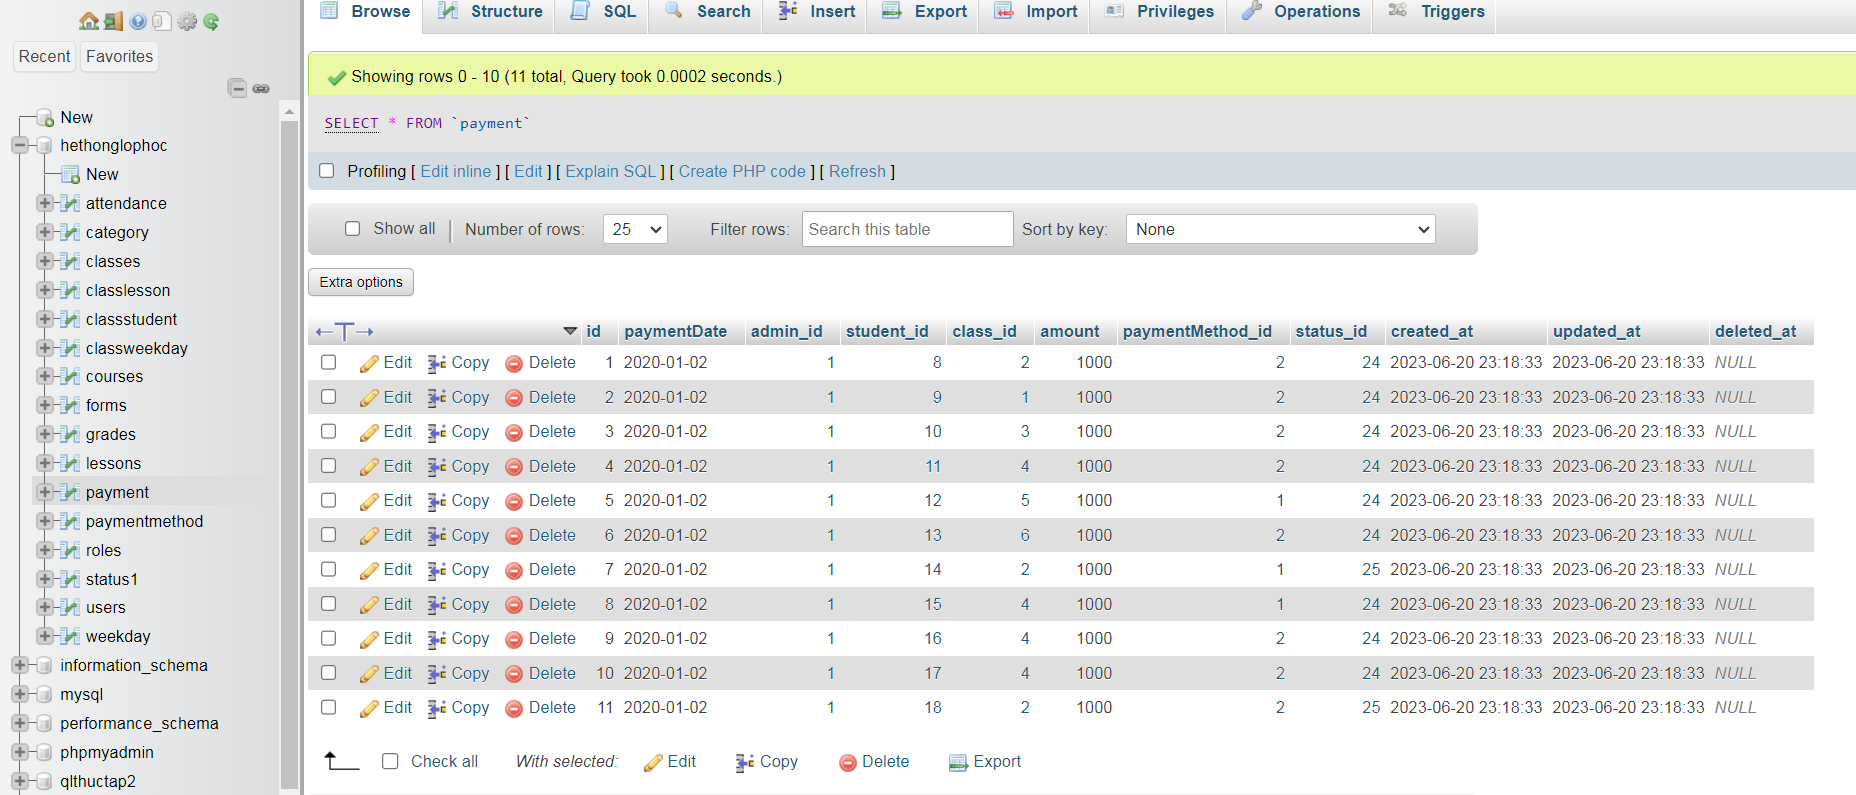 Browse Structure SQL Search Insert Export Import Privileges Operations Triggers
Recent Favorites
Showing rows 0 - 10 (11 total, Query took 0.0002 seconds.)
SELECT * FROM `payment`
Profiling [ Edit inline ] [ Edit ] [ Explain SQL ] [ Create PHP code ] [ Refresh ]
Show all Number of rows: 25 Filter rows: Search this table Sort by key: None
Extra options
New
hethonglophoc
New
attendance
category
classes
classlesson
classstudent
classweekday
courses
forms
grades
lessons
payment
paymentmethod
roles
status1
users
weekday
information_schema
mysql
performance_schema
phpmyadmin
qlthuctap2
id paymentDate admin_id student_id class_id amount paymentMethod_id status_id created_at updated_at deleted_at
Edit Copy Delete 1 2020-01-02 1 8 2 1000 2 24 2023-06-20 23:18:33 2023-06-20 23:18:33 NULL
Edit Copy Delete 2 2020-01-02 1 9 1 1000 2 24 2023-06-20 23:18:33 2023-06-20 23:18:33 NULL
Edit Copy Delete 3 2020-01-02 1 10 3 1000 2 24 2023-06-20 23:18:33 2023-06-20 23:18:33 NULL
Edit Copy Delete 4 2020-01-02 1 11 4 1000 2 24 2023-06-20 23:18:33 2023-06-20 23:18:33 NULL
Edit Copy Delete 5 2020-01-02 1 12 5 1000 1 24 2023-06-20 23:18:33 2023-06-20 23:18:33 NULL
Edit Copy Delete 6 2020-01-02 1 13 6 1000 2 24 2023-06-20 23:18:33 2023-06-20 23:18:33 NULL
Edit Copy Delete 7 2020-01-02 1 14 2 1000 1 25 2023-06-20 23:18:33 2023-06-20 23:18:33 NULL
Edit Copy Delete 8 2020-01-02 1 15 4 1000 1 24 2023-06-20 23:18:33 2023-06-20 23:18:33 NULL
Edit Copy Delete 9 2020-01-02 1 16 4 1000 2 24 2023-06-20 23:18:33 2023-06-20 23:18:33 NULL
Edit Copy Delete 10 2020-01-02 1 17 4 1000 2 24 2023-06-20 23:18:33 2023-06-20 23:18:33 NULL
Edit Copy Delete 11 2020-01-02 1 18 2 1000 2 25 2023-06-20 23:18:33 2023-06-20 23:18:33 NULL
Check all With selected: Edit Copy Delete Export